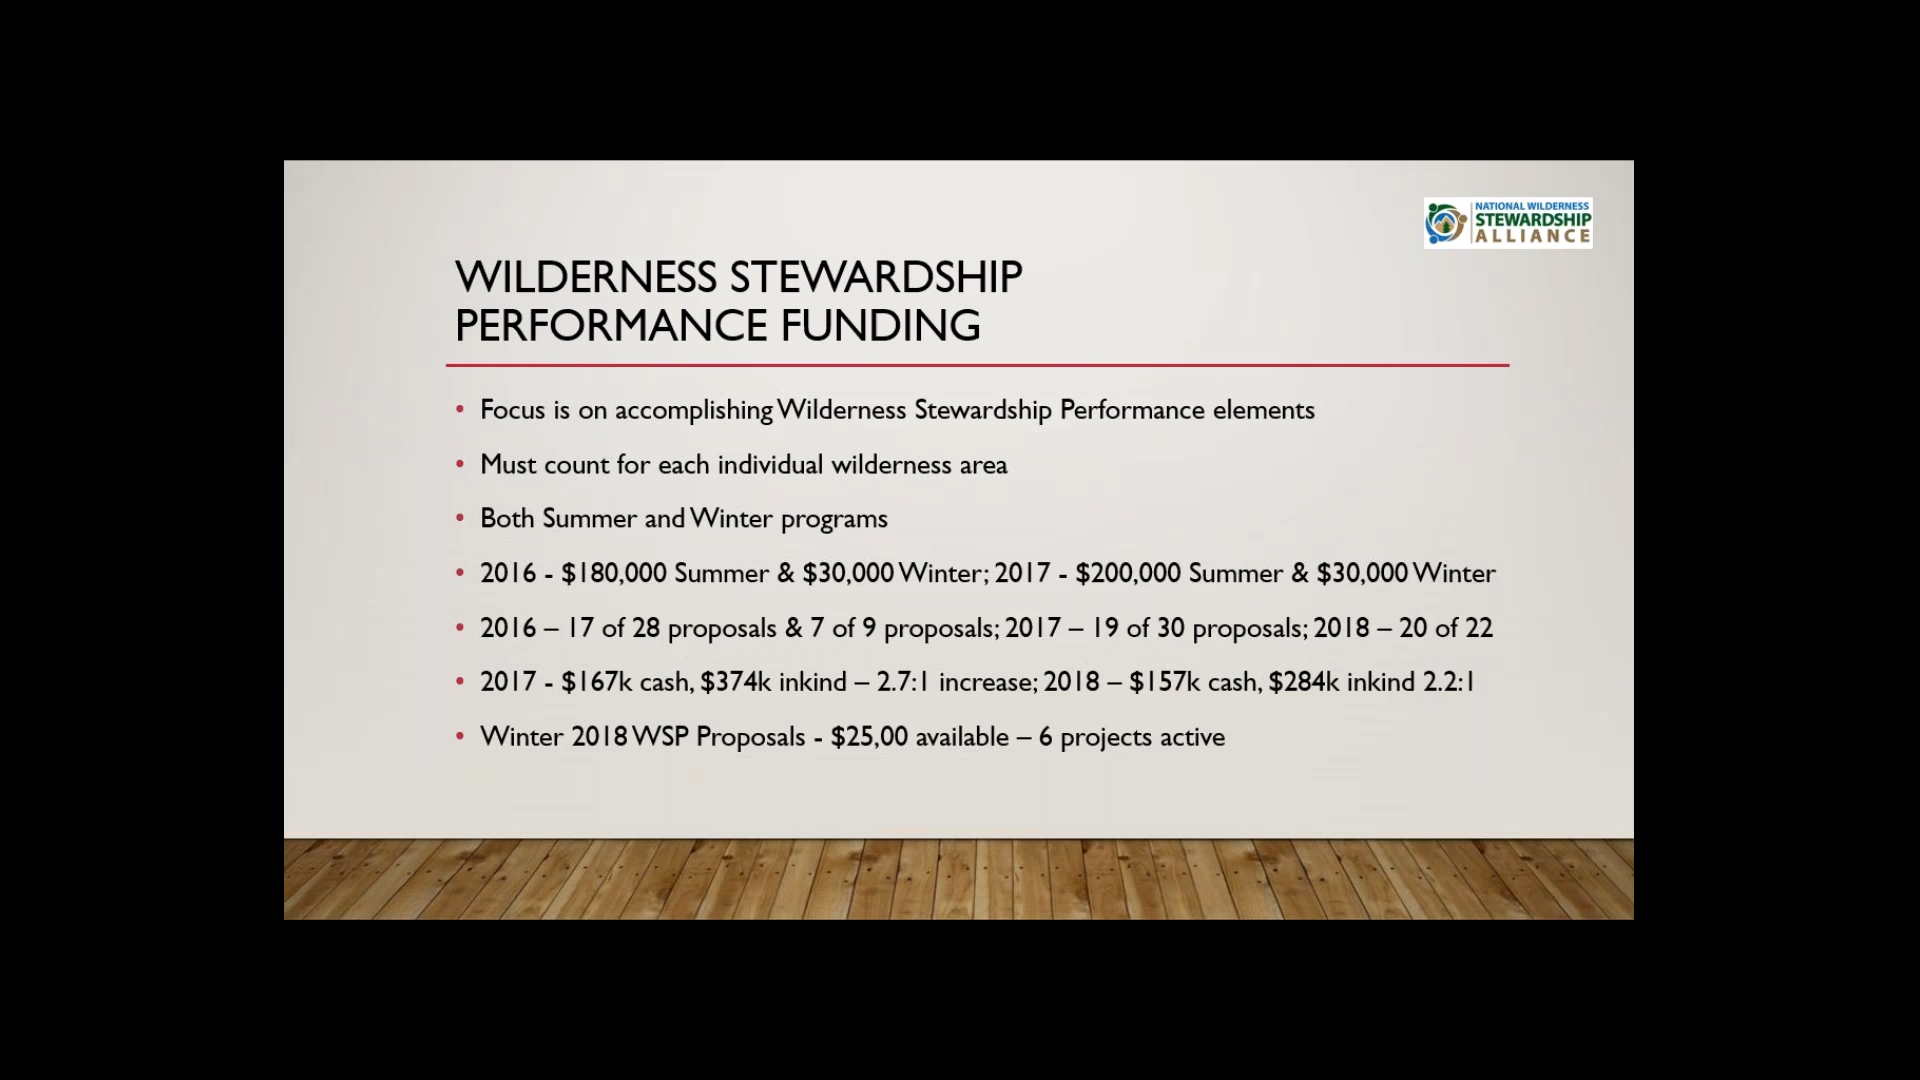 NATIONAL WILDERNESS
STEWARDSHIP
ALLIANCE
WILDERNESS STEWARDSHIP
PERFORMANCE FUNDING
• Focus is on accomplishing Wilderness Stewardship Performance elements
• Must count for each individual wilderness area
• Both Summer and Winter programs
• 2016 - $180,000 Summer & $30,000 Winter; 2017 - $200,000 Summer & $30,000 Winter
• 2016 – 17 of 28 proposals & 7 of 9 proposals; 2017 – 19 of 30 proposals; 2018 – 20 of 22
• 2017 - $167k cash, $374k inkind – 2.7:1 increase; 2018 – $157k cash, $284k inkind 2.2:1
• Winter 2018 WSP Proposals - $25,00 available – 6 projects active